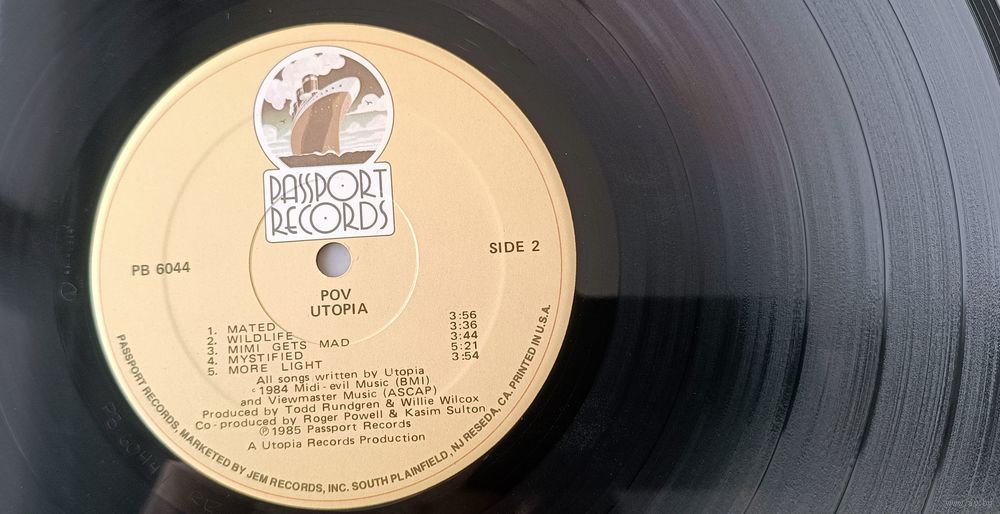 PASSPORT
RECORDS
PB 6044
SIDE 2
POV
UTOPIA
1. MATED 3:56
2. WILDLIFE 3:36
3. MIMI GETS MAD 3:44
4. MYSTIFIED 5:21
5. MORE LIGHT 3:54
All songs written by Utopia
©1984 Midi-evil Music (BMI)
and Viewmaster Music (ASCAP)
Produced by Todd Rundgren & Willie Wilcox
Co-produced by Roger Powell & Kasim Sulton
℗1985 Passport Records
A Utopia Records Production
PASSPORT RECORDS, MARKETED BY JEM RECORDS, INC. SOUTH PLAINFIELD, NJ RESEDA, CA. PRINTED IN U.S.A.